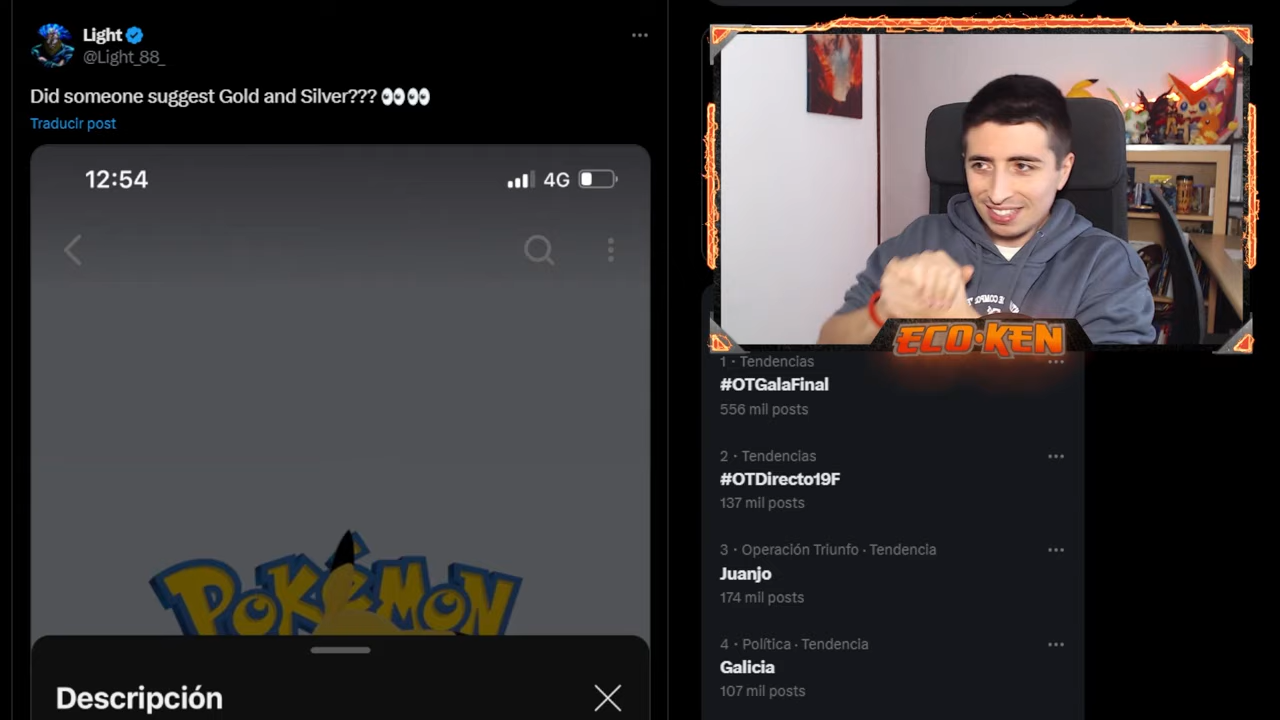 Light
@Light_88_
Did someone suggest Gold and Silver???
Traducir post
12:54
4G
POKÉMON
Descripción
ECO·KEN
1 · Tendencias
#OTGalaFinal
556 mil posts
2 · Tendencias
#OTDirecto19F
137 mil posts
3 · Operación Triunfo · Tendencia
Juanjo
174 mil posts
4 · Política · Tendencia
Galicia
107 mil posts